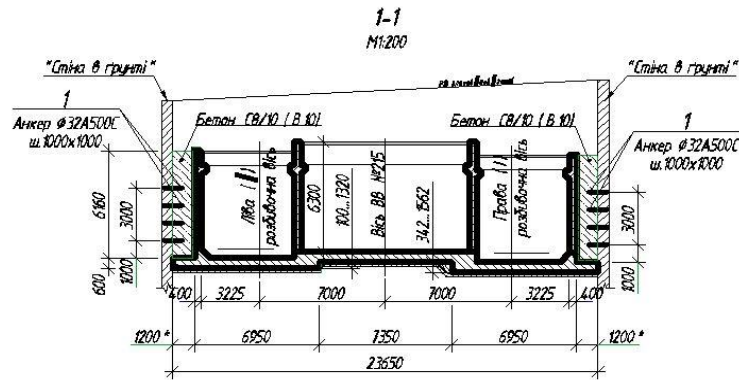 1-1
М1:200
"Стіна в ґрунті"
"Стіна в ґрунті"
1
Анкер Ø32А500С
ш.1000х1000
Бетон С8/10 ( В 10)
Бетон С8/10 ( В 10)
1
Анкер Ø32А500С
ш.1000х1000
6160
3000
600
1000
Ліва
розбивочна вісь
6300
100...1320
Вісь ВВ №215
342...1562
Права
розбивочна вісь
3000
1000
400
3225
7000
7000
3225
400
1200*
6950
7350
6950
1200*
23650